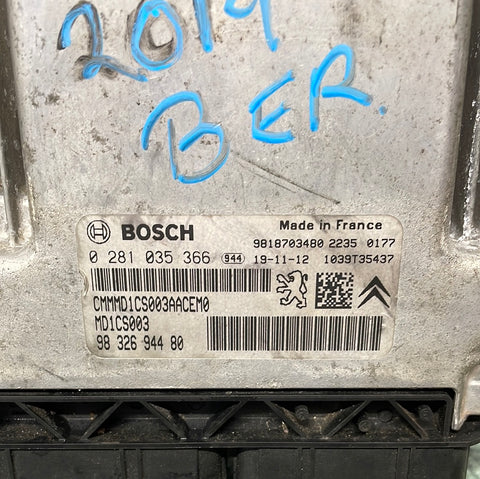 2019
BER.
BOSCH
Made in France
0 281 035 366 944
9818703480 2235 0177
19-11-12 1039T35437
CMMMD1CS003AACEM0
MD1CS003
98 326 944 80